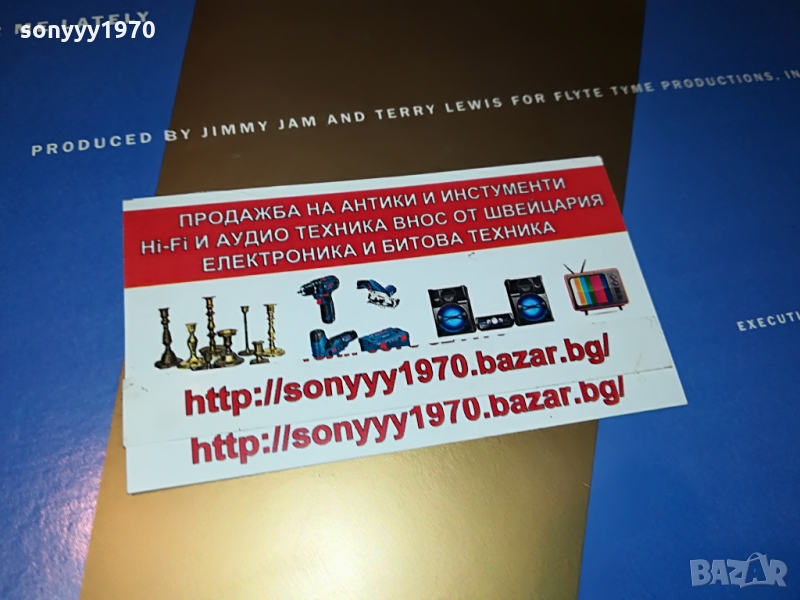 ME LATELY
sonyyy1970
PRODUCED BY JIMMY JAM AND TERRY LEWIS FOR FLYTE TYME PRODUCTIONS, IN
ПРОДАЖБА НА АНТИКИ И ИНСТУМЕНТИ
Hi-Fi И АУДИО ТЕХНИКА ВНОС ОТ ШВЕЙЦАРИЯ
ЕЛЕКТРОНИКА И БИТОВА ТЕХНИКА
EXECUTI
http://sonyyy1970.bazar.bg/
http://sonyyy1970.bazar.bg/
BAZAR